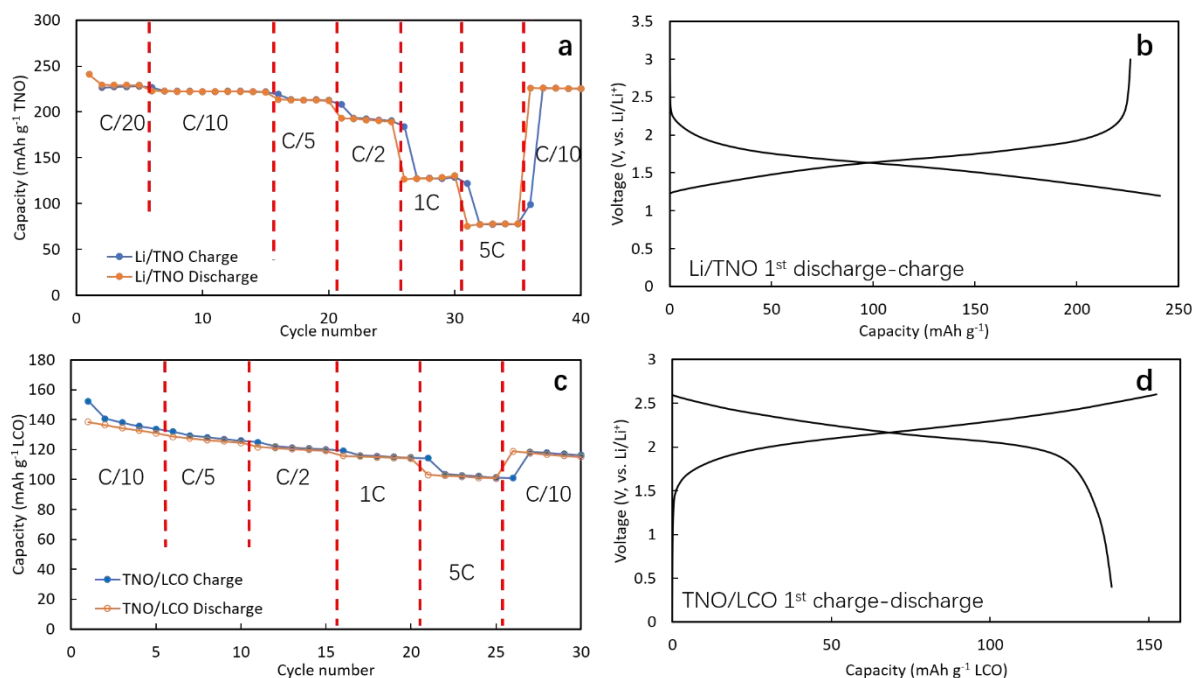 a
300
250
200
150
100
50
0
Capacity (mAh g⁻¹ TNO)
C/20
C/10
C/5
C/2
1C
5C
C/10
Li/TNO Charge
Li/TNO Discharge
0
10
20
30
40
Cycle number
b
3.5
3
2.5
2
1.5
1
0.5
0
Voltage (V, vs. Li/Li⁺)
Li/TNO 1ˢᵗ discharge-charge
0
50
100
150
200
250
Capacity (mAh g⁻¹)
c
180
160
140
120
100
80
60
40
20
0
Capacity (mAh g⁻¹ LCO)
C/10
C/5
C/2
1C
5C
C/10
TNO/LCO Charge
TNO/LCO Discharge
0
5
10
15
20
25
30
Cycle number
d
3
2.5
2
1.5
1
0.5
0
Voltage (V, vs. Li/Li⁺)
TNO/LCO 1ˢᵗ charge-discharge
0
50
100
150
Capacity (mAh g⁻¹ LCO)